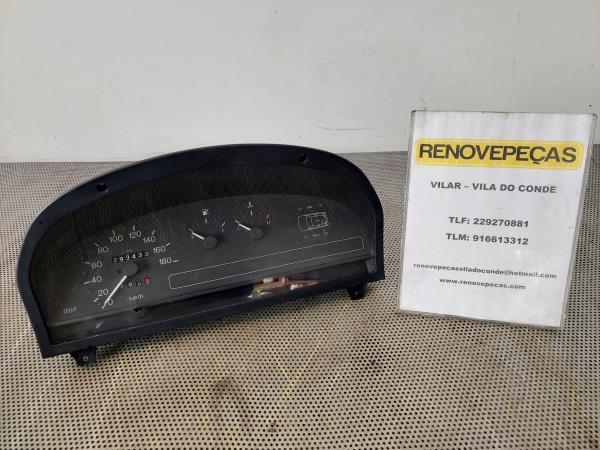 RENOVEPEÇAS
VILAR – VILA DO CONDE
TLF: 229270881
TLM: 916613312
renovepecasviladoconde@hotmail.com
www.renovepecas.com
20
40
60
80
100
120
140
160
180
km/h